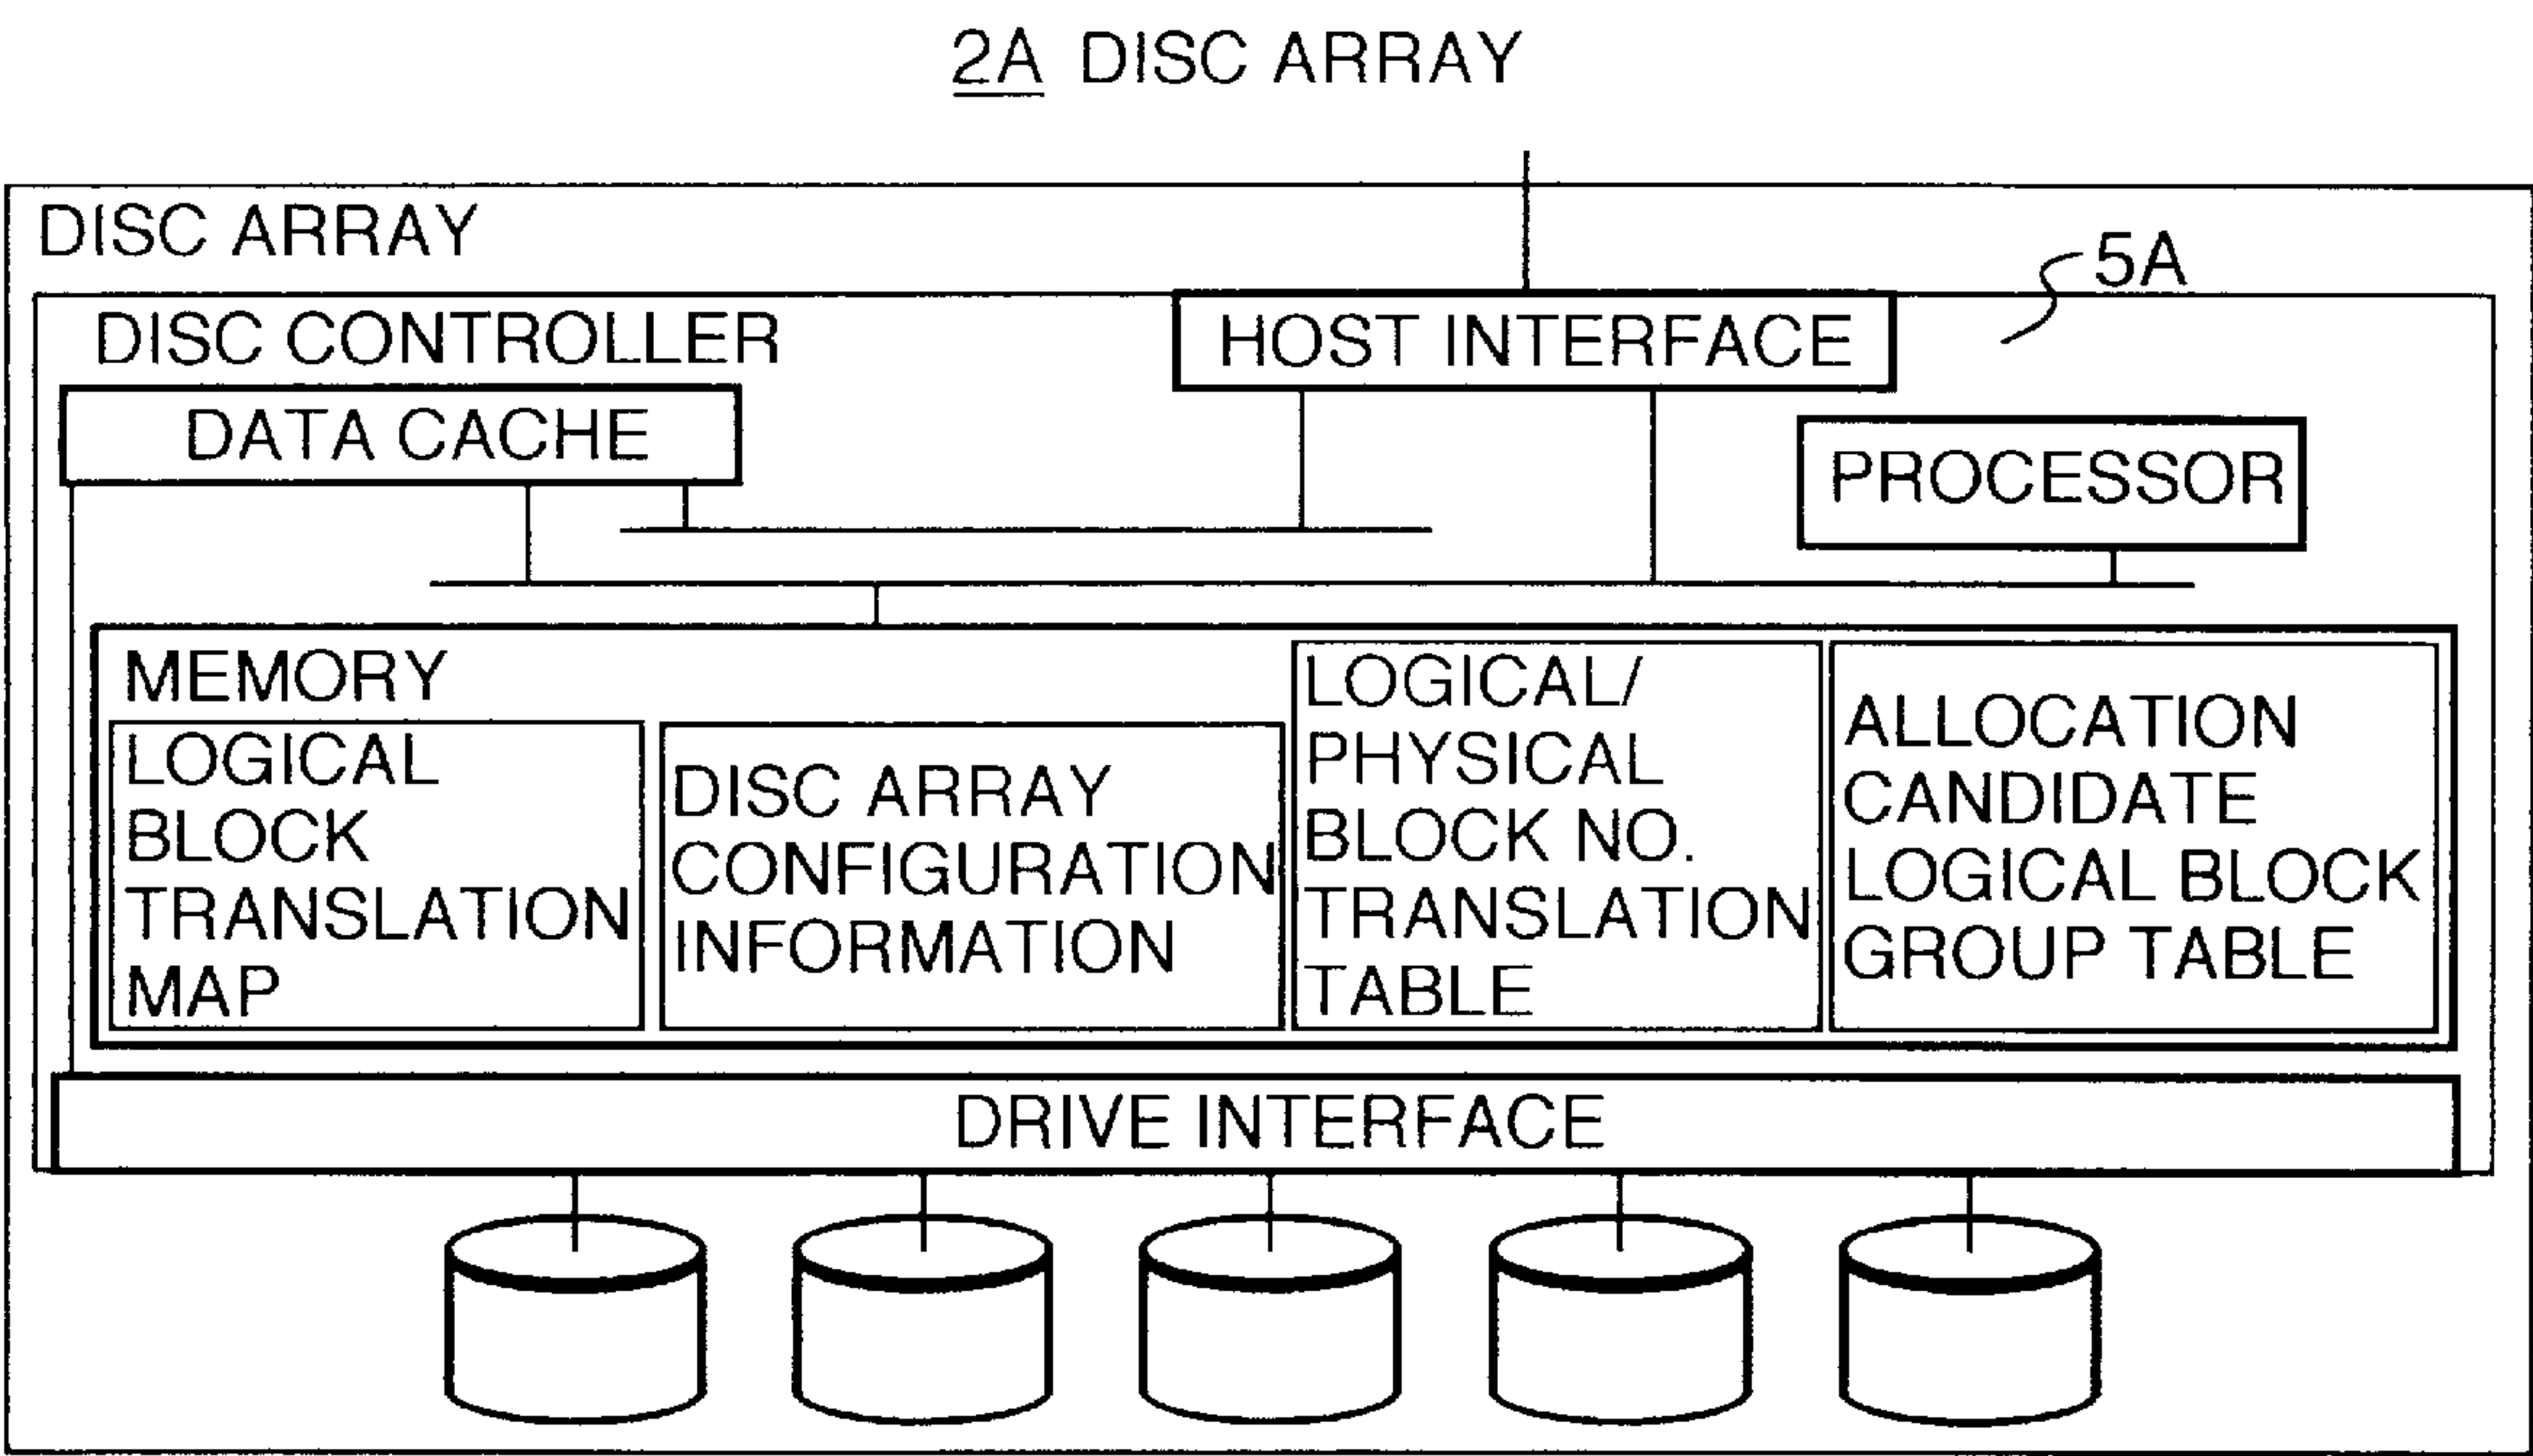 2A DISC ARRAY
DISC ARRAY
5A
DISC CONTROLLER
HOST INTERFACE
DATA CACHE
PROCESSOR
MEMORY
LOGICAL
BLOCK
TRANSLATION
MAP
DISC ARRAY
CONFIGURATION
INFORMATION
LOGICAL/
PHYSICAL
BLOCK NO.
TRANSLATION
TABLE
ALLOCATION
CANDIDATE
LOGICAL BLOCK
GROUP TABLE
DRIVE INTERFACE